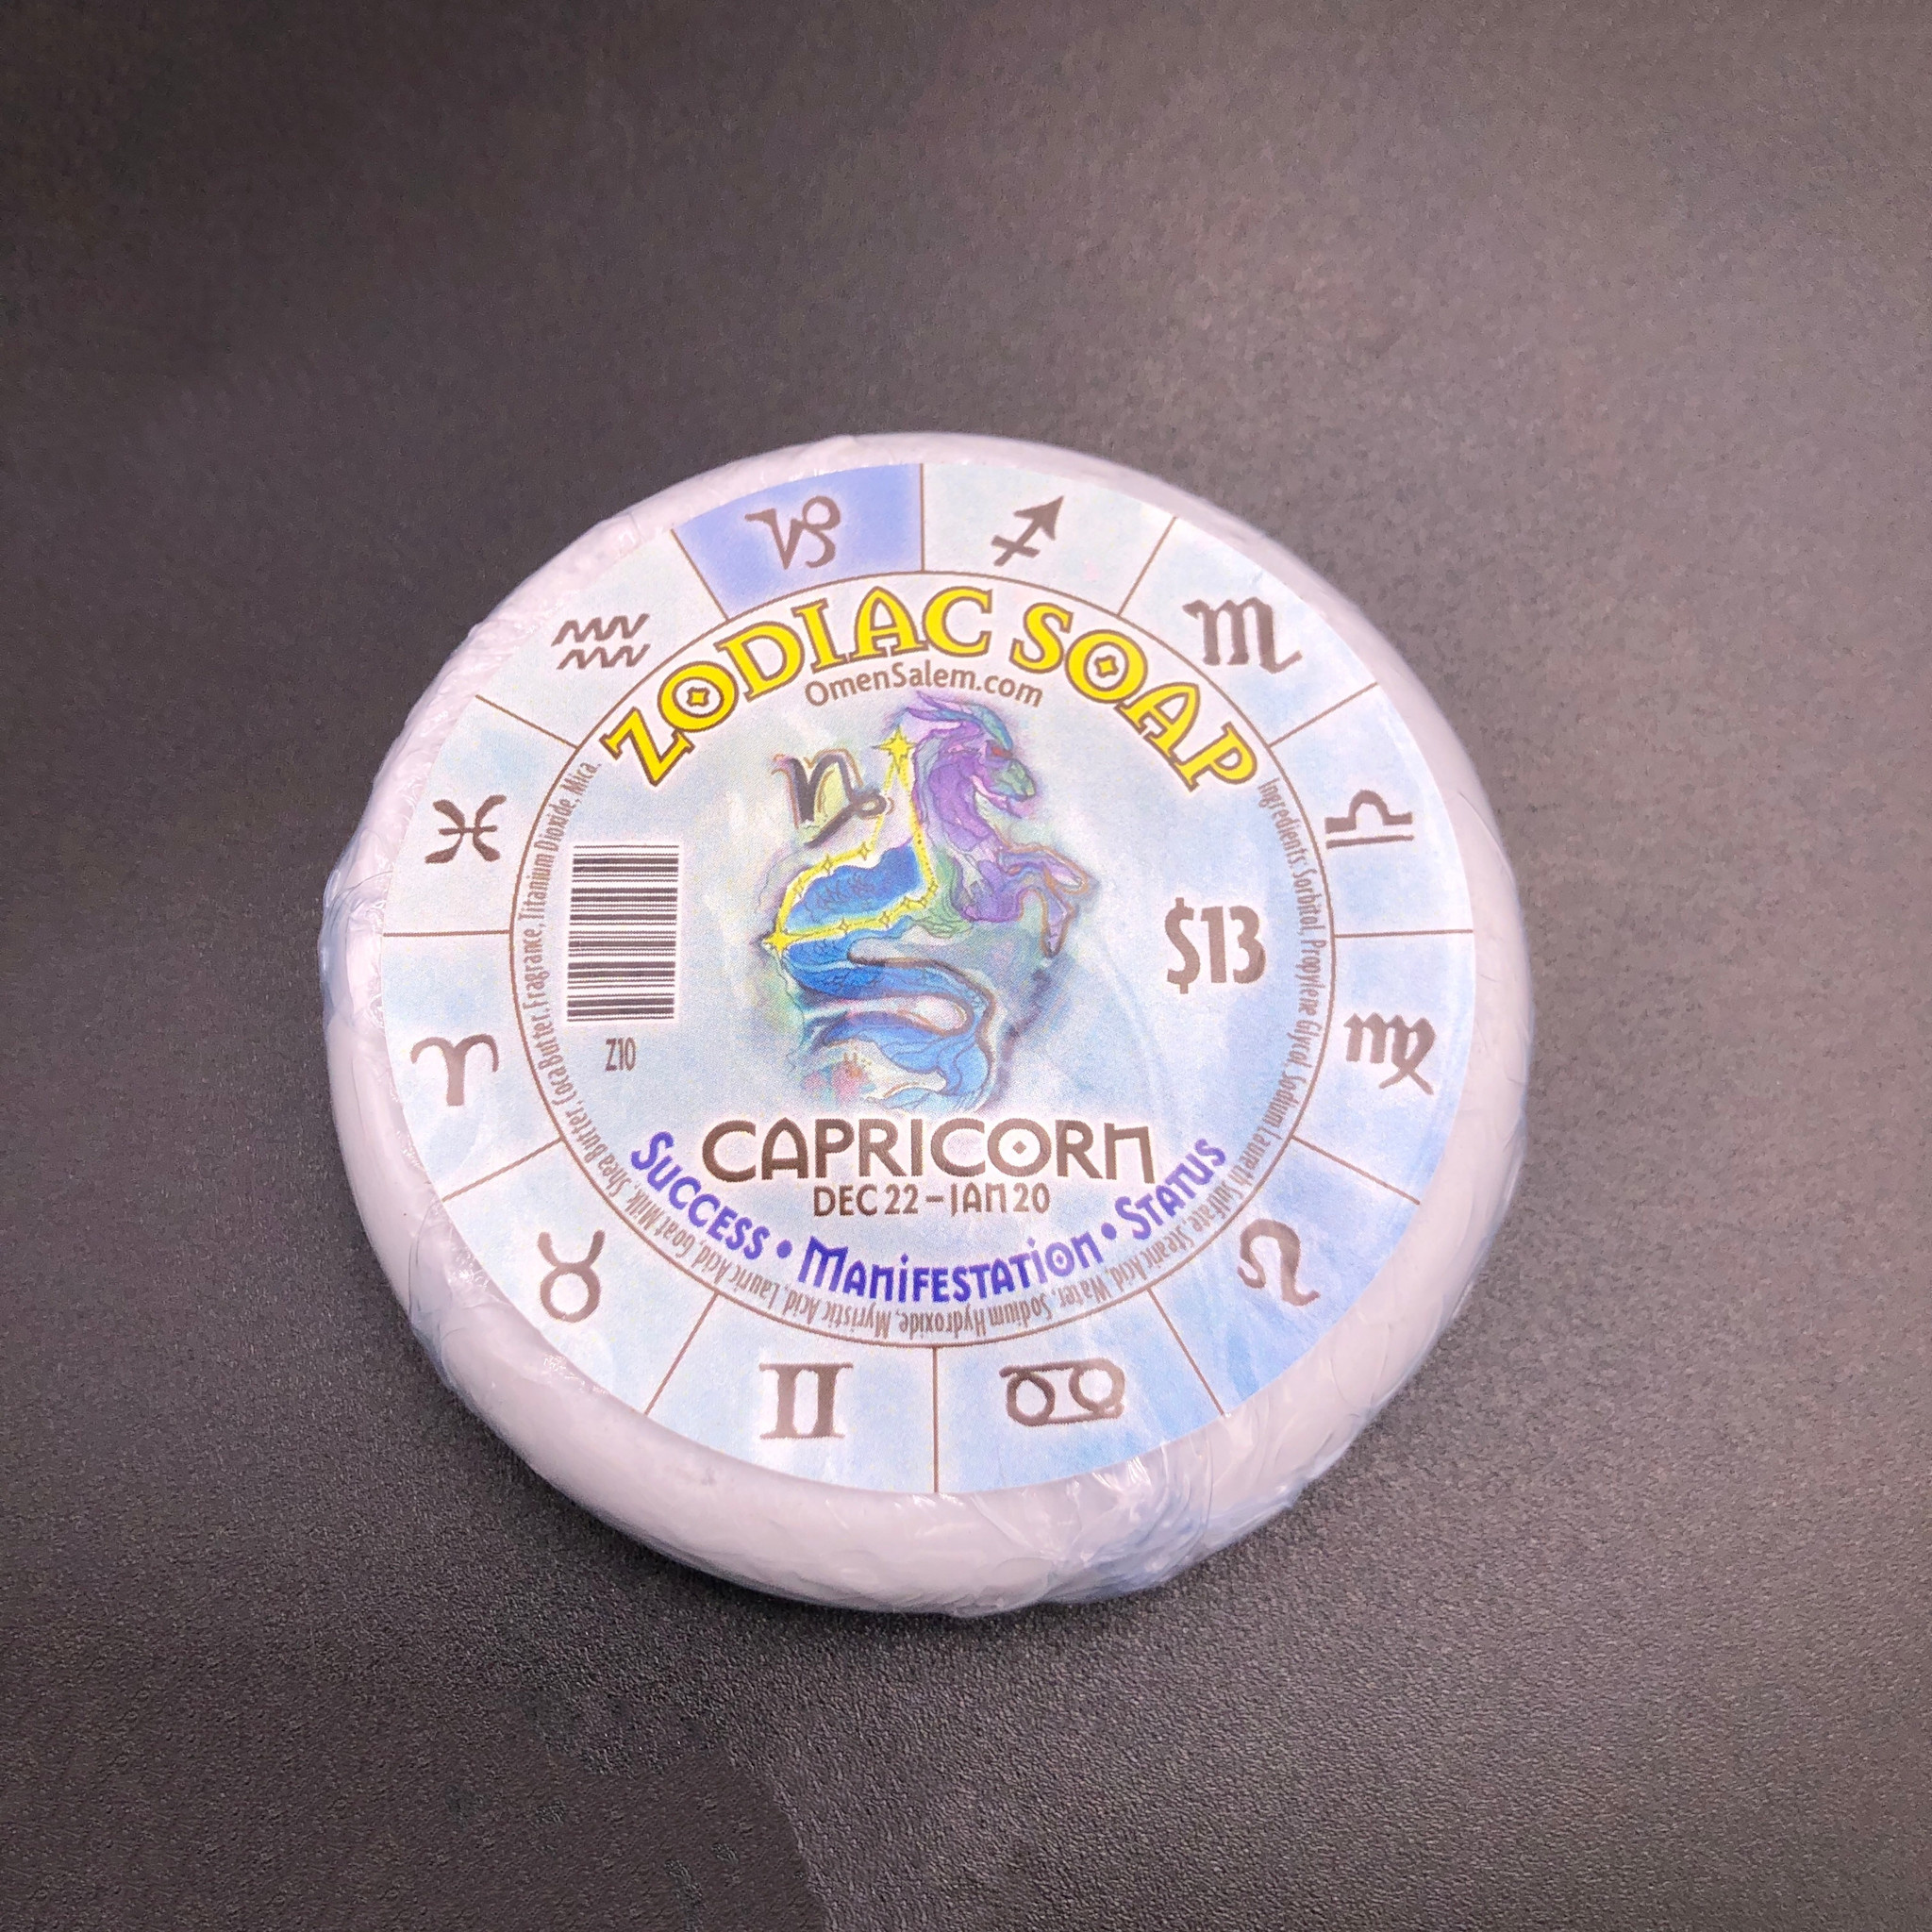 ZODIAC SOAP
OmenSalem.com
$13
Z10
CAPRICORN
DEC 22 – JAN 20
SUCCESS • MANIFESTATION • STATUS
Ingredients: Sorbitol, Propylene Glycol, Sodium Laureth Sulfate, Stearic Acid, Water, Sodium Hydroxide, Myristic Acid, Lauric Acid, Goat Milk, Shea Butter, Coca Butter, Fragrance, Titanium Dioxide, Mica.